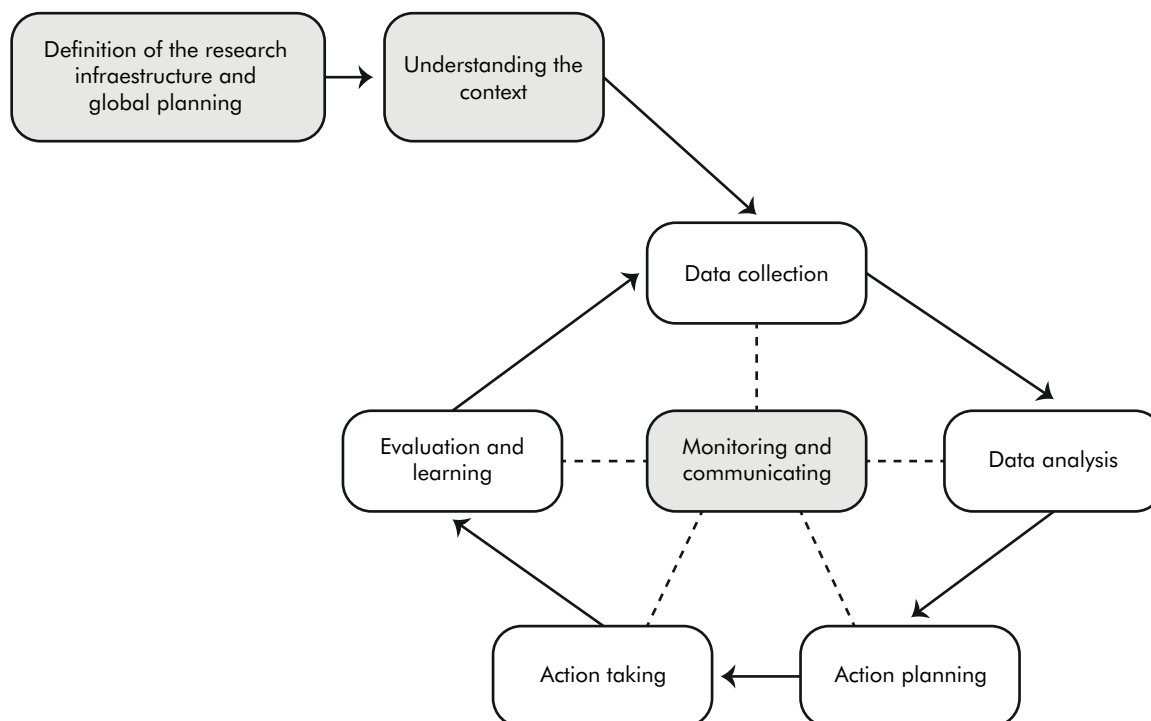 Definition of the research
infraestructure and
global planning
Understanding the
context
Data collection
Evaluation and
learning
Monitoring and
communicating
Data analysis
Action taking
Action planning